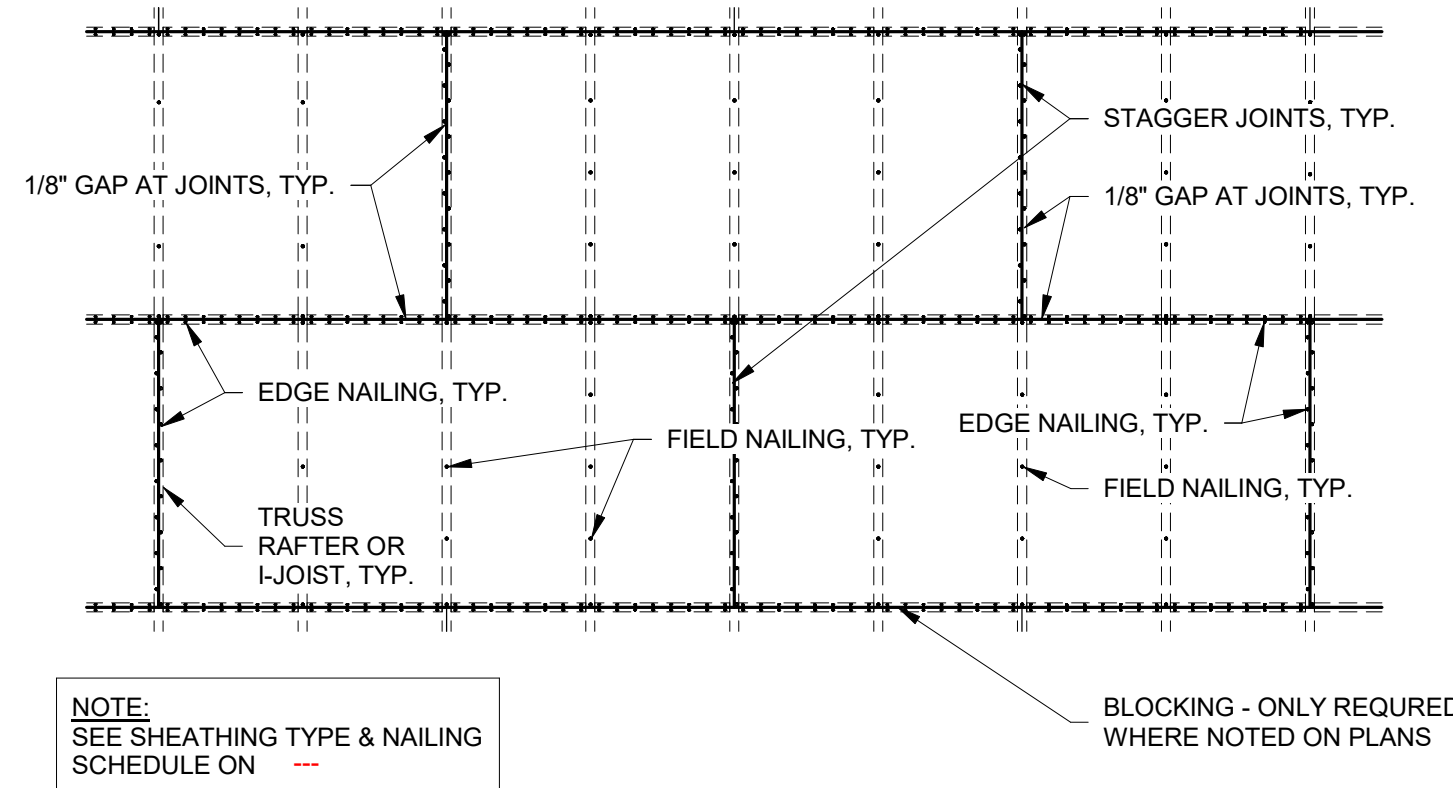 STAGGER JOINTS, TYP.
1/8" GAP AT JOINTS, TYP.
1/8" GAP AT JOINTS, TYP.
EDGE NAILING, TYP.
FIELD NAILING, TYP.
EDGE NAILING, TYP.
FIELD NAILING, TYP.
TRUSS
RAFTER OR
I-JOIST, TYP.
NOTE:
SEE SHEATHING TYPE & NAILING
SCHEDULE ON ---
BLOCKING - ONLY REQURED
WHERE NOTED ON PLANS